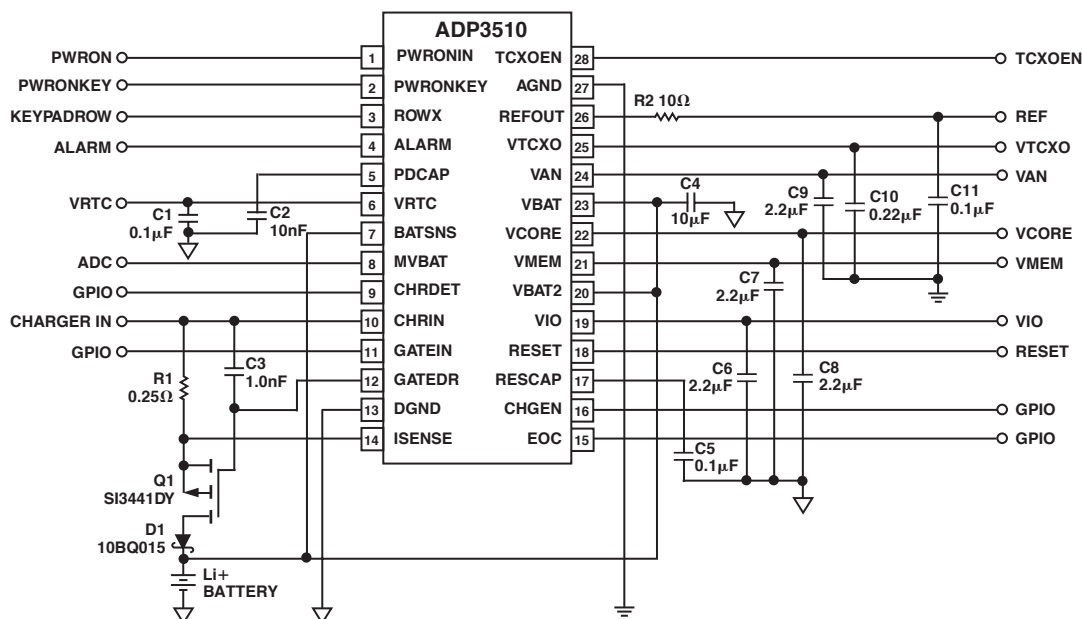 ADP3510
PWRON
1
PWRONIN
TCXOEN
28
TCXOEN
PWRONKEY
2
PWRONKEY
AGND
27
KEYPADROW
3
ROWX
REFOUT
26
R2 10Ω
REF
ALARM
4
ALARM
VTCXO
25
VTCXO
5
PDCAP
VAN
24
VAN
VRTC
C1
0.1μF
C2
10nF
6
VRTC
VBAT
23
C4
10μF
C9
2.2μF
C10
0.22μF
C11
0.1μF
7
BATSNS
VCORE
22
VCORE
ADC
8
MVBAT
VMEM
21
VMEM
GPIO
9
CHRDET
VBAT2
20
C7
2.2μF
CHARGER IN
10
CHRIN
VIO
19
VIO
GPIO
11
GATEIN
RESET
18
RESET
R1
0.25Ω
C3
1.0nF
12
GATEDR
RESCAP
17
C6
2.2μF
C8
2.2μF
13
DGND
CHGEN
16
GPIO
14
ISENSE
EOC
15
GPIO
C5
0.1μF
Q1
SI3441DY
D1
10BQ015
Li+
BATTERY